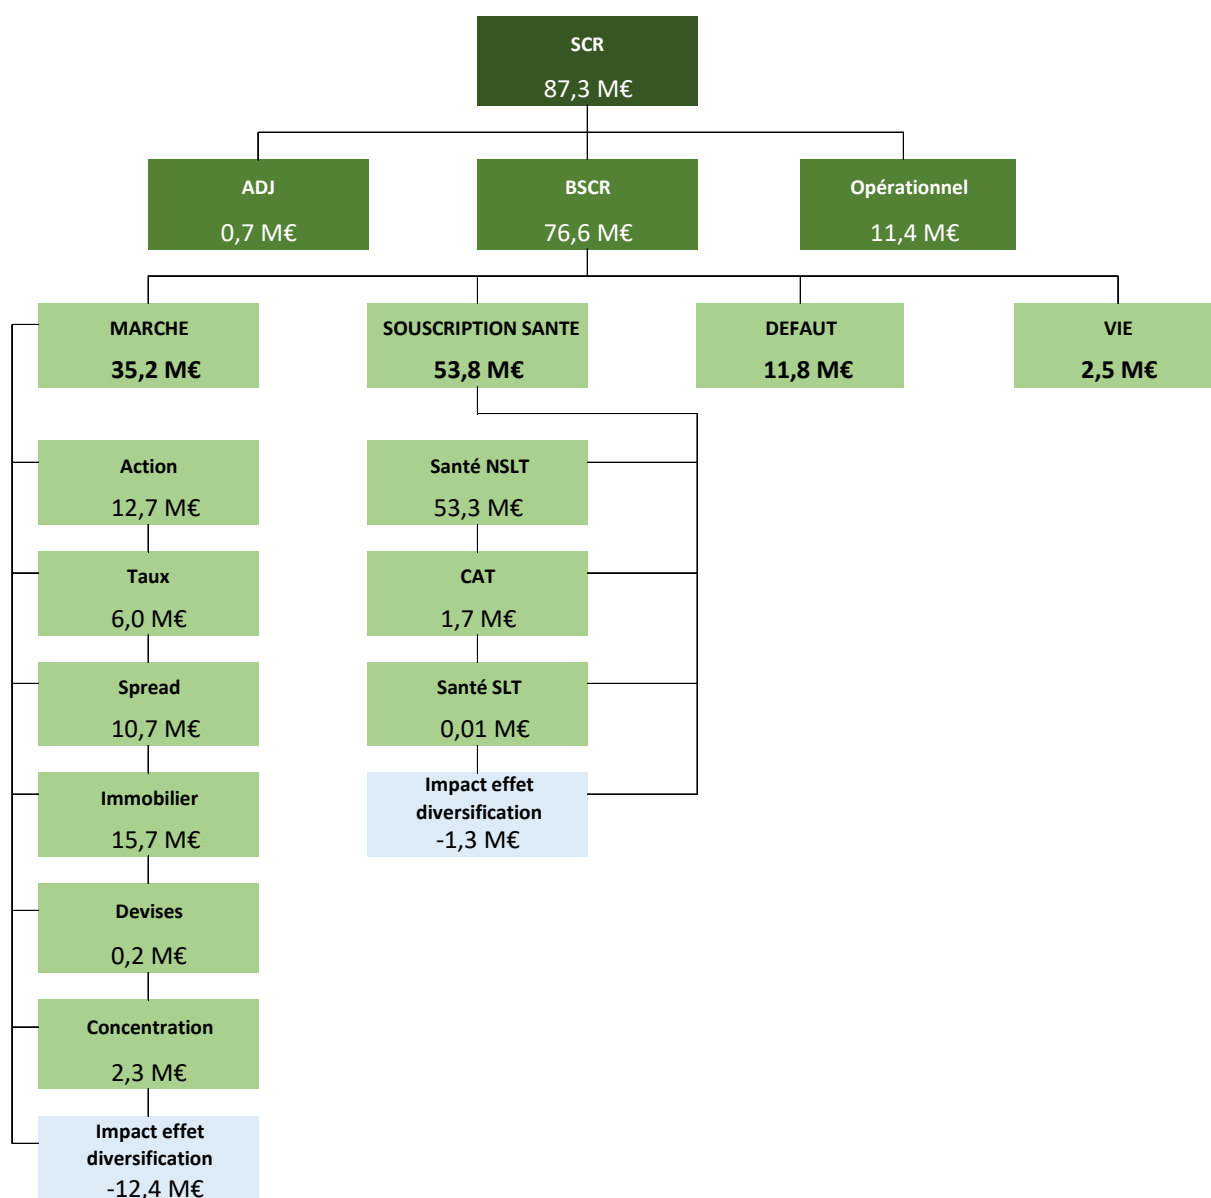 SCR
87,3 M€
ADJ
0,7 M€
BSCR
76,6 M€
Opérationnel
11,4 M€
MARCHE
35,2 M€
SOUSCRIPTION SANTE
53,8 M€
DEFAUT
11,8 M€
VIE
2,5 M€
Action
12,7 M€
Taux
6,0 M€
Spread
10,7 M€
Immobilier
15,7 M€
Devises
0,2 M€
Concentration
2,3 M€
Impact effet
diversification
-12,4 M€
Santé NSLT
53,3 M€
CAT
1,7 M€
Santé SLT
0,01 M€
Impact effet
diversification
-1,3 M€